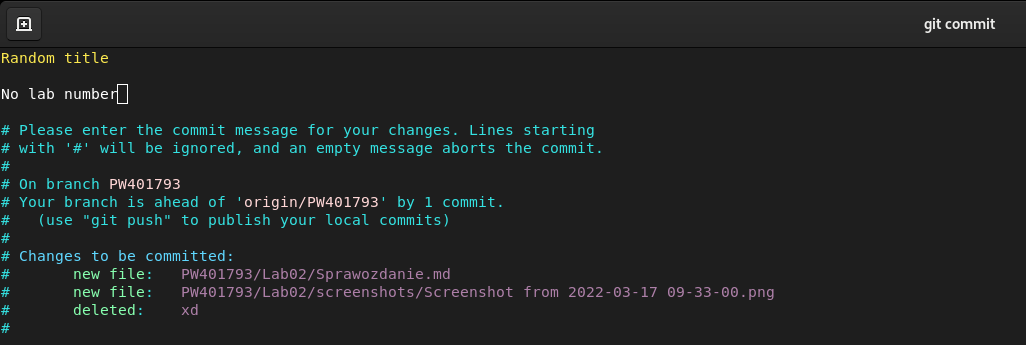 git commit
Random title
No lab number
# Please enter the commit message for your changes. Lines starting
# with '#' will be ignored, and an empty message aborts the commit.
#
# On branch PW401793
# Your branch is ahead of 'origin/PW401793' by 1 commit.
#   (use "git push" to publish your local commits)
#
# Changes to be committed:
#       new file:   PW401793/Lab02/Sprawozdanie.md
#       new file:   PW401793/Lab02/screenshots/Screenshot from 2022-03-17 09-33-00.png
#       deleted:    xd
#